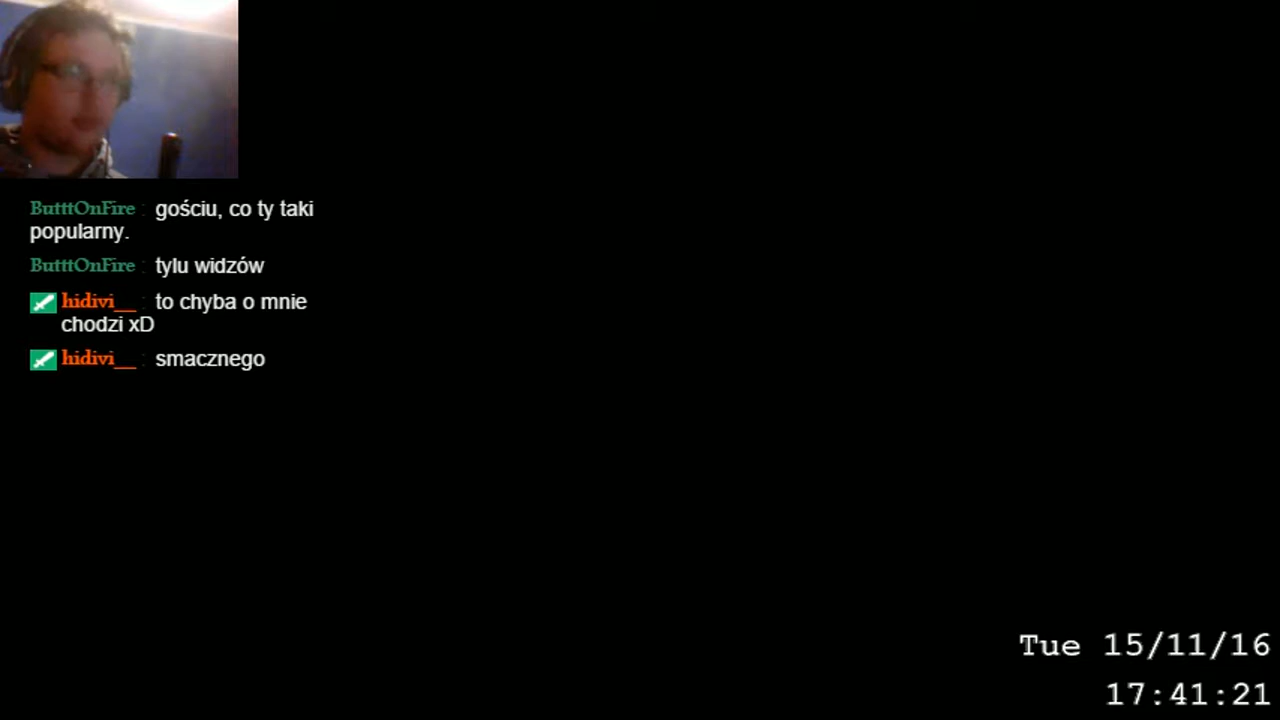 ButttOnFire : gościu, co ty taki
popularny.
ButttOnFire : tylu widzów
hidivi__ : to chyba o mnie
chodzi xD
hidivi__ : smacznego
Tue 15/11/16
17:41:21